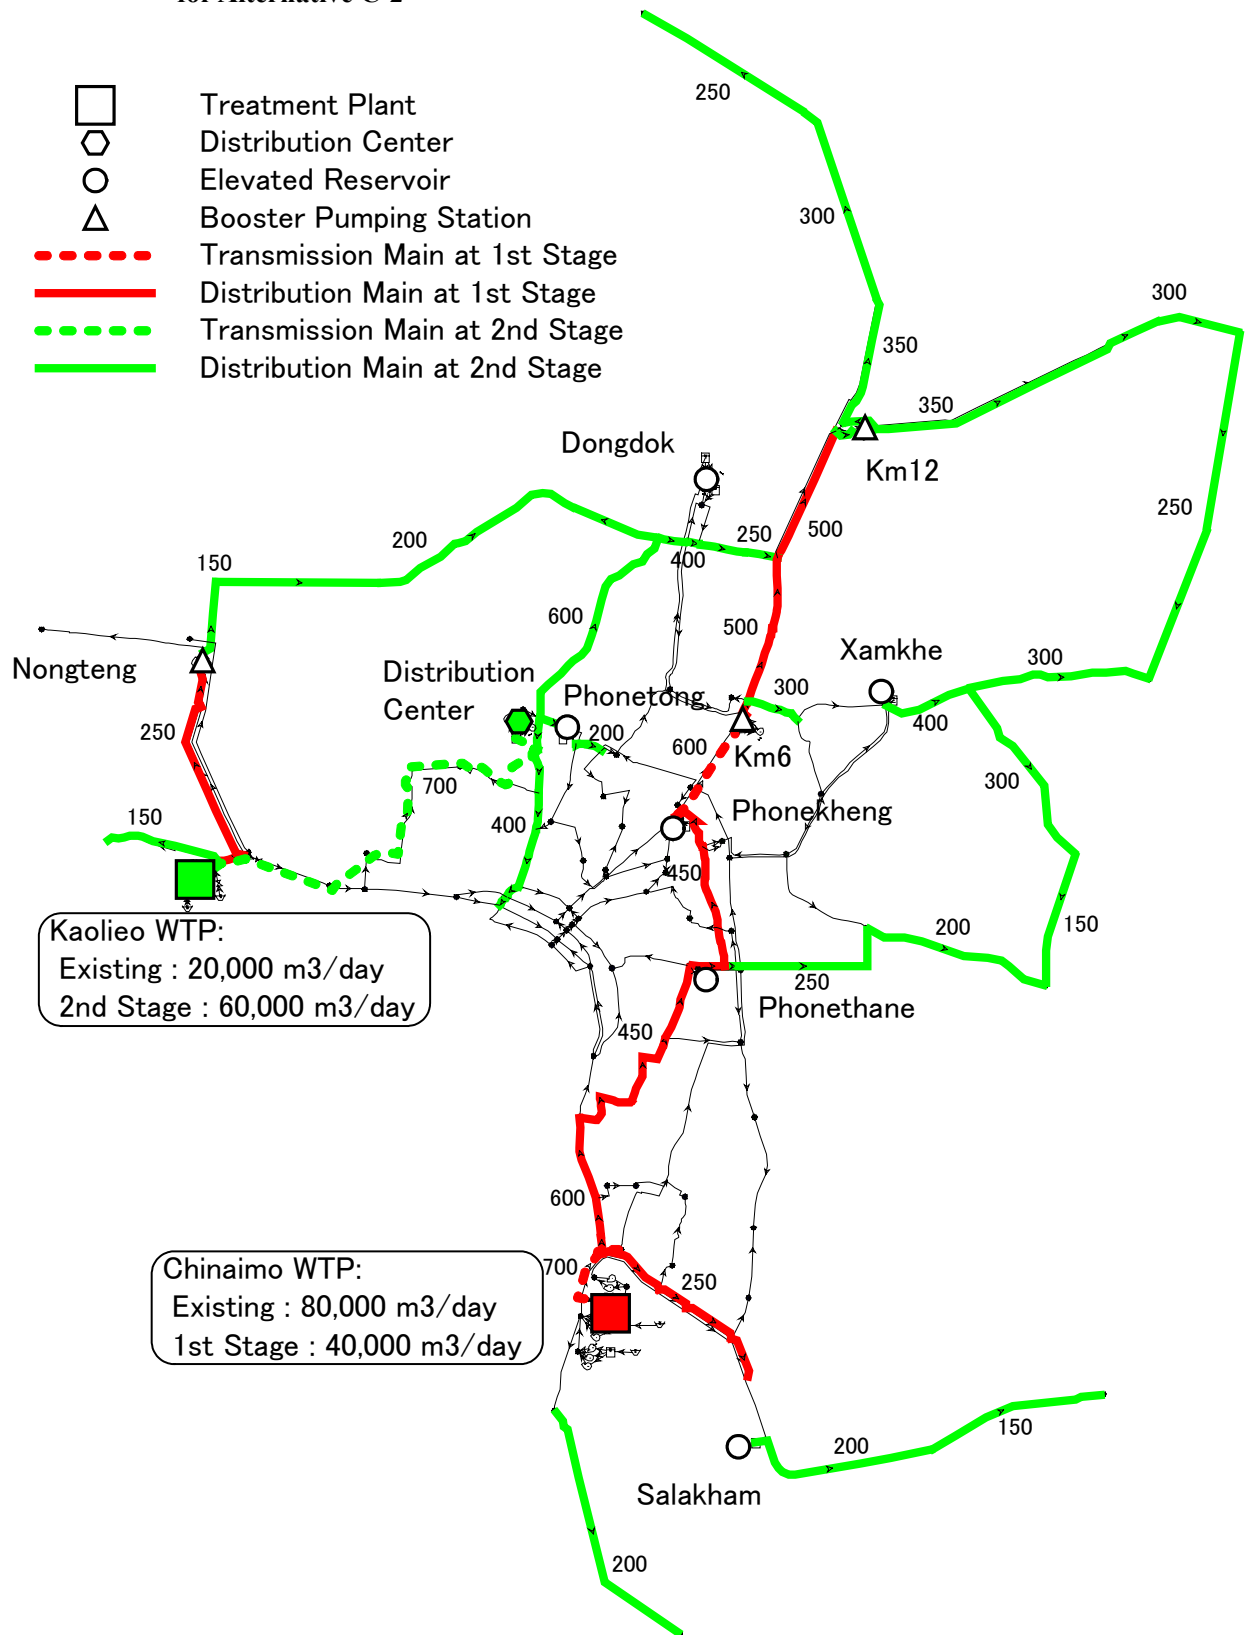 for Alternative C-2
Treatment Plant
Distribution Center
Elevated Reservoir
Booster Pumping Station
Transmission Main at 1st Stage
Distribution Main at 1st Stage
Transmission Main at 2nd Stage
Distribution Main at 2nd Stage
250
300
300
350
350
Dongdok
Km12
250
200
250
500
400
150
600
500
Xamkhe
300
Nongteng
Distribution
Center
Phonetong
300
400
250
200
Km6
600
300
700
Phonekheng
150
400
450
200
150
Kaolieo WTP:
Existing : 20,000 m3/day
2nd Stage : 60,000 m3/day
250
Phonethane
450
600
Chinaimo WTP:
Existing : 80,000 m3/day
1st Stage : 40,000 m3/day
700
250
150
200
Salakham
200